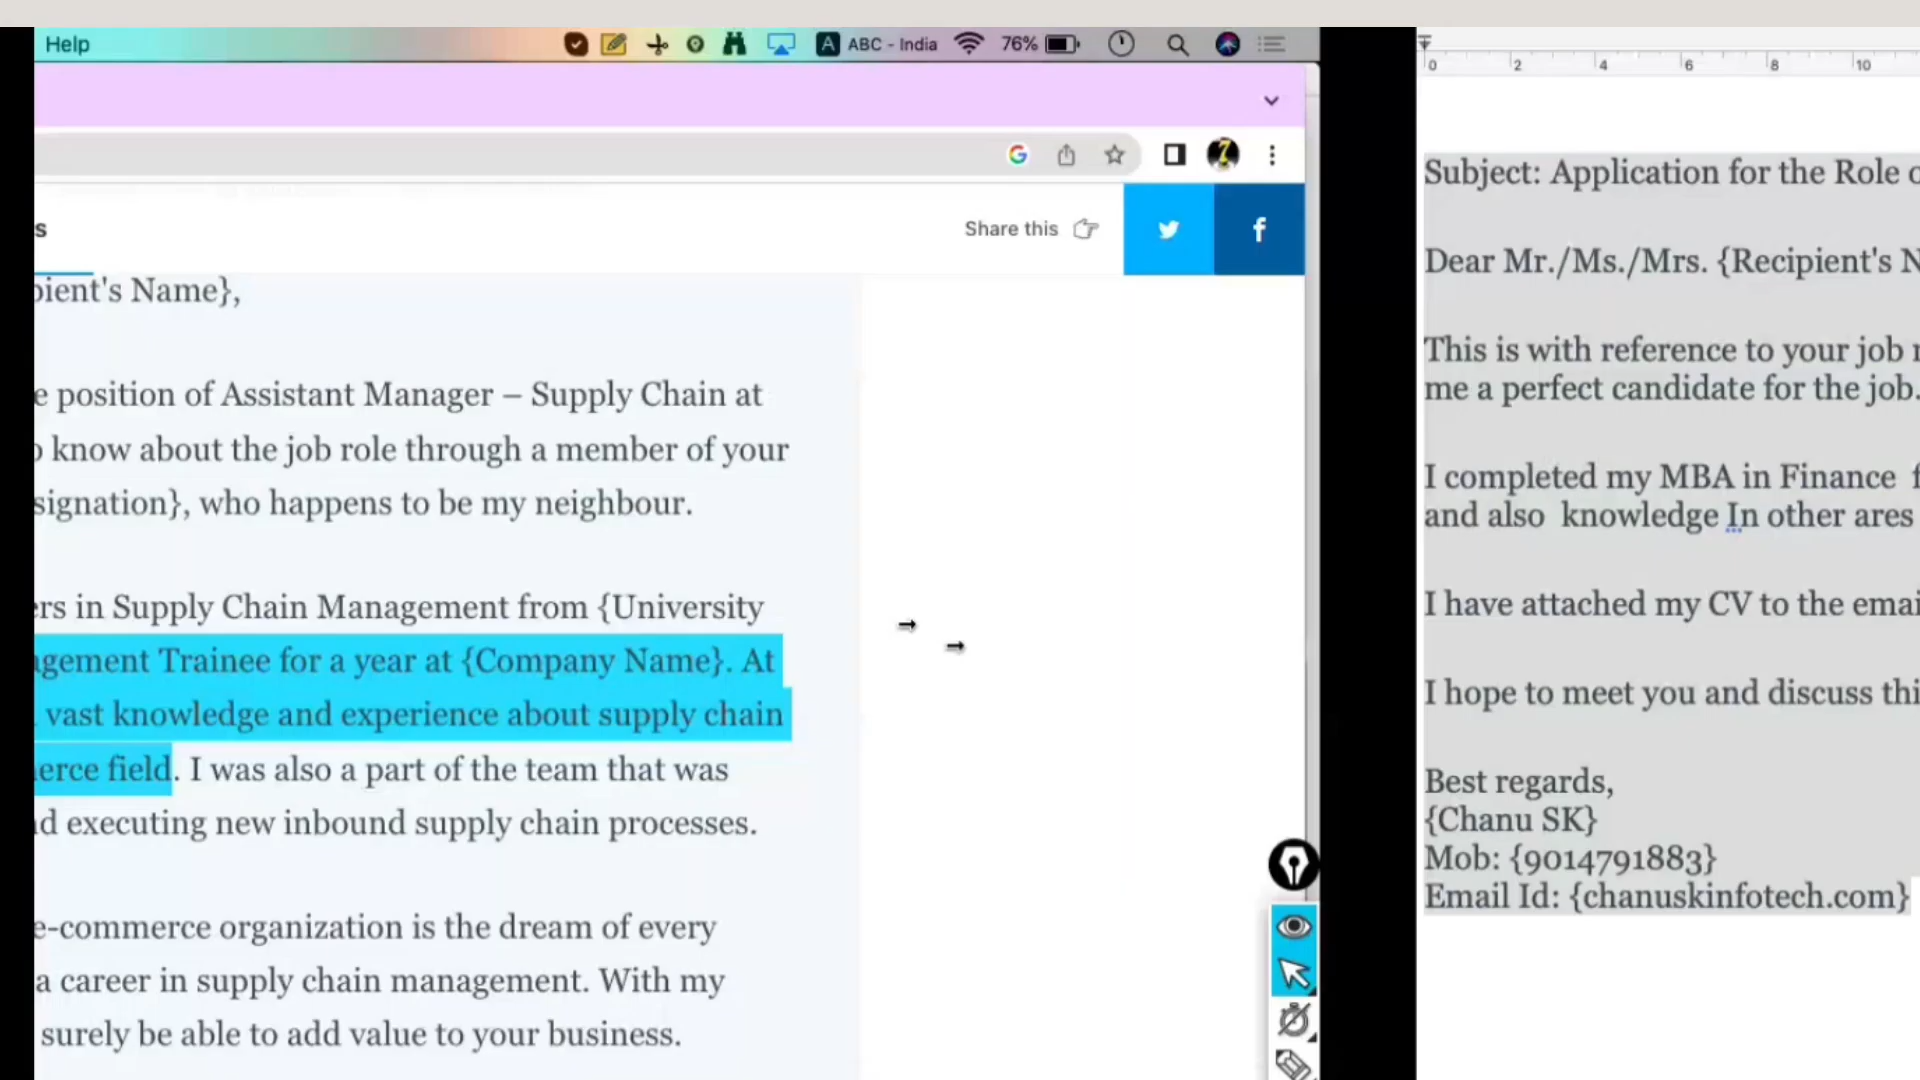 Help
ABC - India
76%
Share this
s
Name},
position of Assistant Manager – Supply Chain at
know about the job role through a member of your
who happens to be my neighbour.
in Supply Chain Management from {University
Trainee for a year at {Company Name}. At
vast knowledge and experience about supply chain
field. I was also a part of the team that was
executing new inbound supply chain processes.
e-commerce organization is the dream of every
a career in supply chain management. With my
surely be able to add value to your business.
0 2 4 6 8 10
Subject: Application for the Role
Dear Mr./Ms./Mrs. {Recipient's
This is with reference to your job
me a perfect candidate for the job.
I completed my MBA in Finance
and also knowledge In other ares
I have attached my CV to the
I hope to meet you and discuss
Best regards,
{Chanu SK}
Mob: {9014791883}
Email Id: {chanuskinfotech.com}